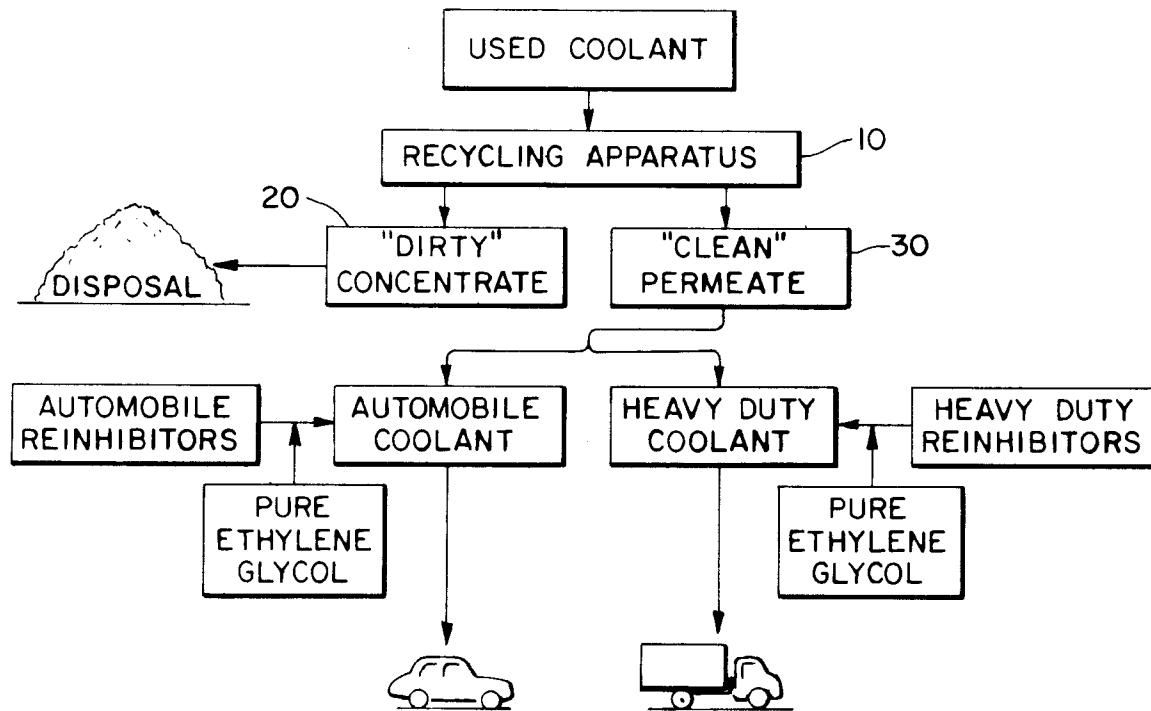 USED COOLANT
RECYCLING APPARATUS
10
20
"DIRTY"
CONCENTRATE
"CLEAN"
PERMEATE
30
DISPOSAL
AUTOMOBILE
REINHIBITORS
AUTOMOBILE
COOLANT
HEAVY DUTY
COOLANT
HEAVY DUTY
REINHIBITORS
PURE
ETHYLENE
GLYCOL
PURE
ETHYLENE
GLYCOL